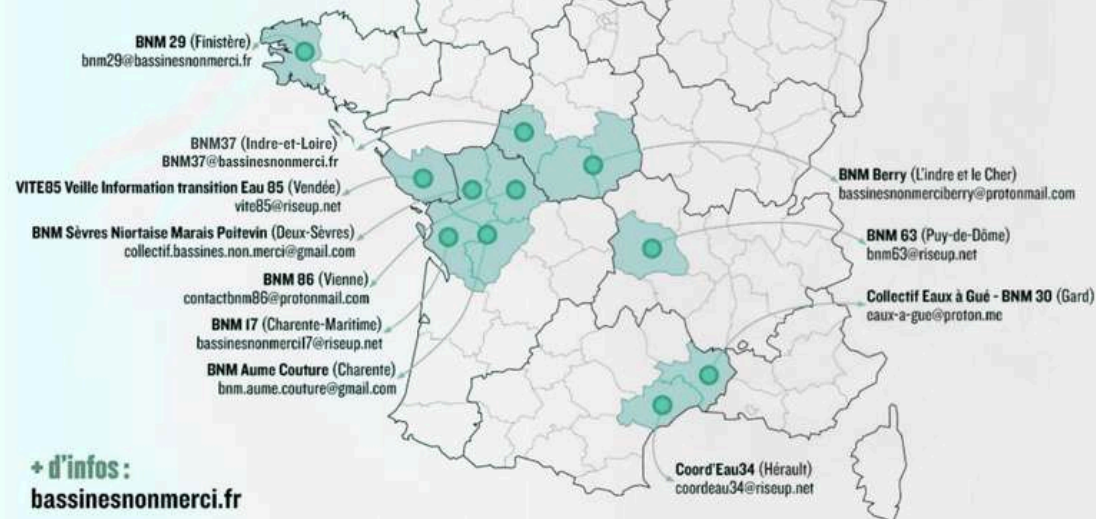 BNM 29 (Finistère)
bnm29@bassinesnonmerci.fr
BNM37 (Indre-et-Loire)
BNM37@bassinesnonmerci.fr
VITE85 Veille Information transition Eau 85 (Vendée)
vite85@riseup.net
BNM Sèvres Niortaise Marais Poitevin (Deux-Sèvres)
collectif.bassines.non.merci@gmail.com
BNM 86 (Vienne)
contactbnm86@protonmail.com
BNM 17 (Charente-Maritime)
bassinesnonmerci17@riseup.net
BNM Aume Couture (Charente)
bnm.aume.couture@gmail.com
BNM Berry (L'indre et le Cher)
bassinesnonmerciberry@protonmail.com
BNM 63 (Puy-de-Dôme)
bnm63@riseup.net
Collectif Eaux à Gué - BNM 30 (Gard)
eaux-a-gue@proton.me
Coord'Eau34 (Hérault)
coordeau34@riseup.net
+ d'infos :
bassinesnonmerci.fr